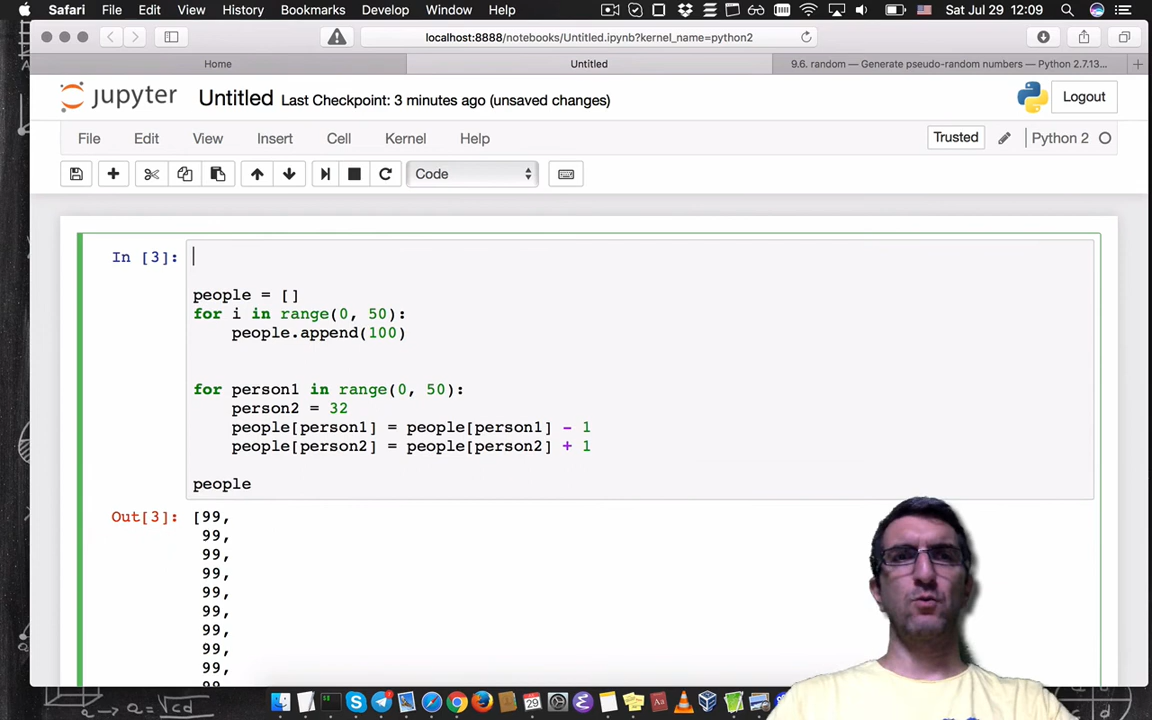 Safari File Edit View History Bookmarks Develop Window Help Sat Jul 29 12:09
localhost:8888/notebooks/Untitled.ipynb?kernel_name=python2
Home Untitled 9.6. random — Generate pseudo-random numbers — Python 2.7.13...
jupyter Untitled Last Checkpoint: 3 minutes ago (unsaved changes) Logout
File Edit View Insert Cell Kernel Help Trusted Python 2
Code
In [3]:
people = []
for i in range(0, 50):
people.append(100)
for person1 in range(0, 50):
person2 = 32
people[person1] = people[person1] - 1
people[person2] = people[person2] + 1
people
Out[3]: [99,
99,
99,
99,
99,
99,
99,
99,
99,